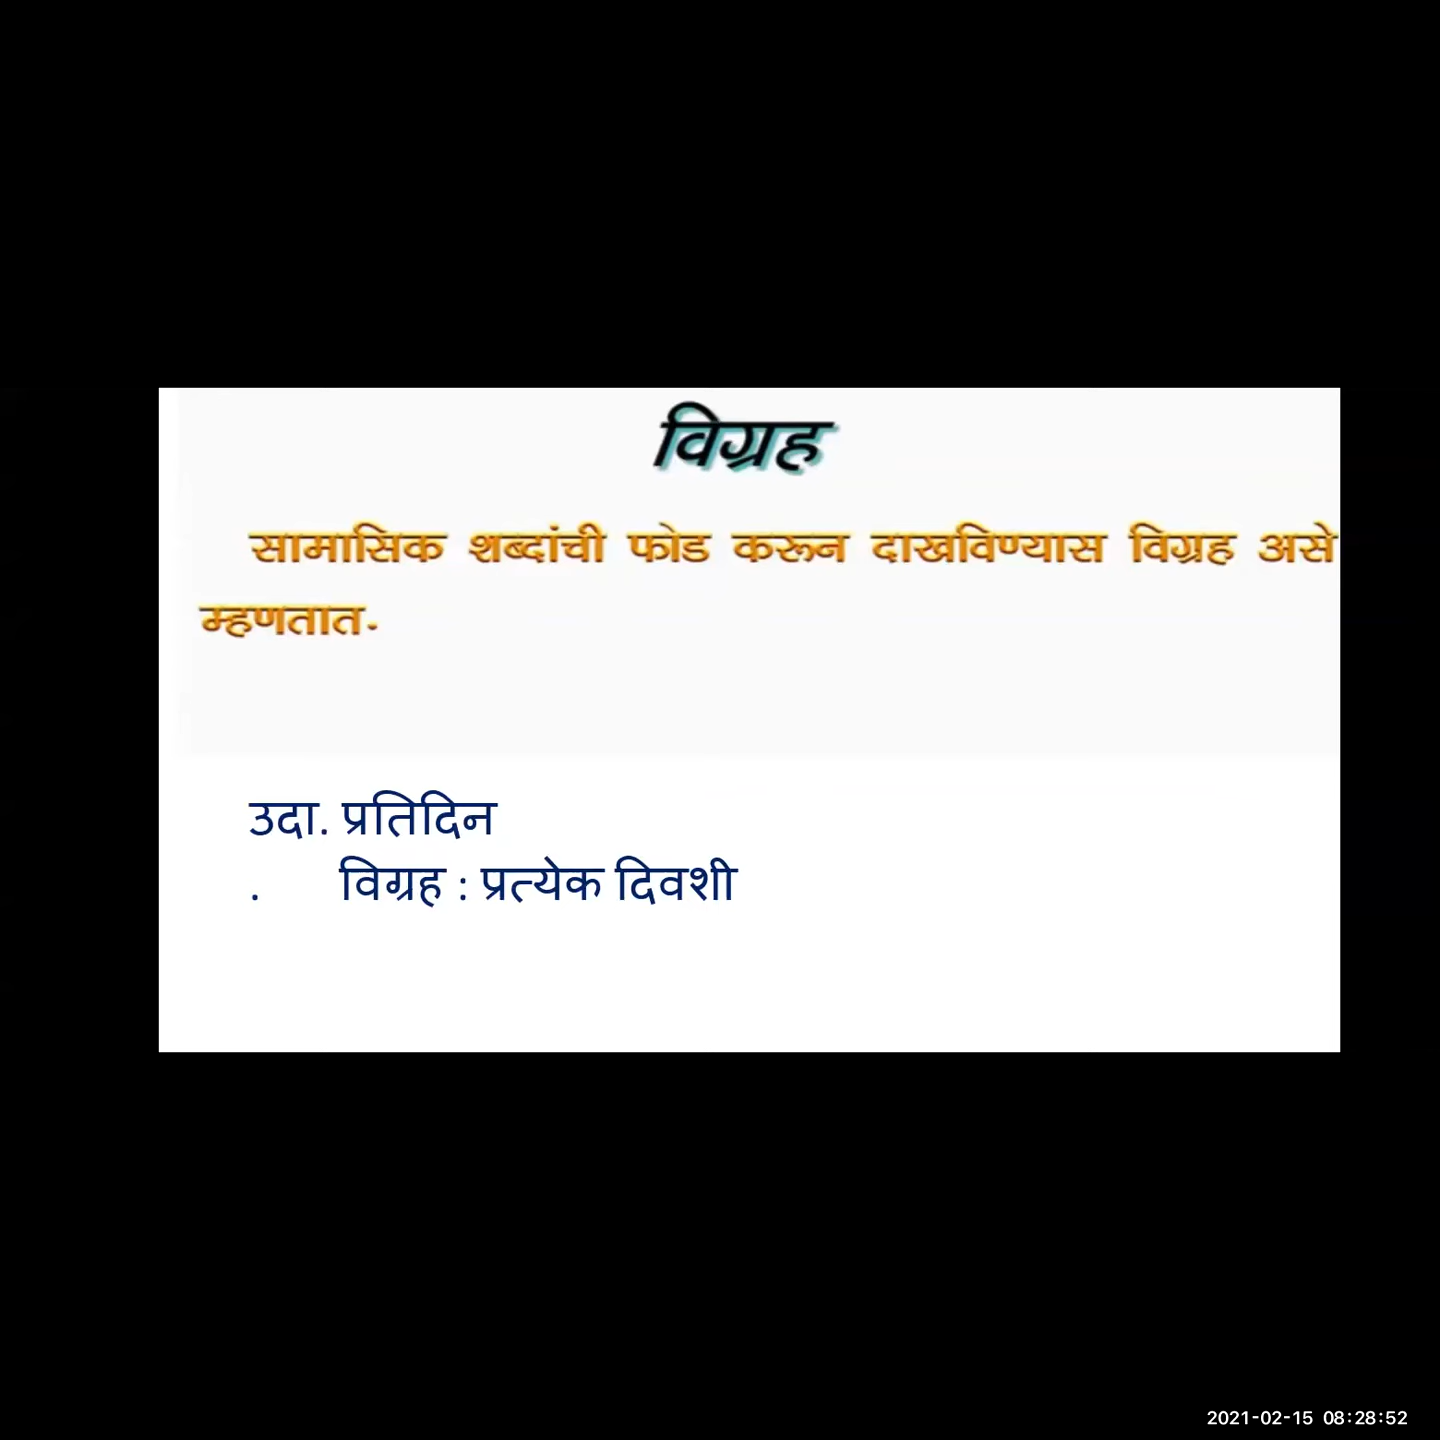 विग्रह
सामासिक शब्दांची फोड करून दाखविण्यास विग्रह असे
म्हणतात.
उदा. प्रतिदिन
. विग्रह : प्रत्येक दिवशी
2021-02-15 08:28:52